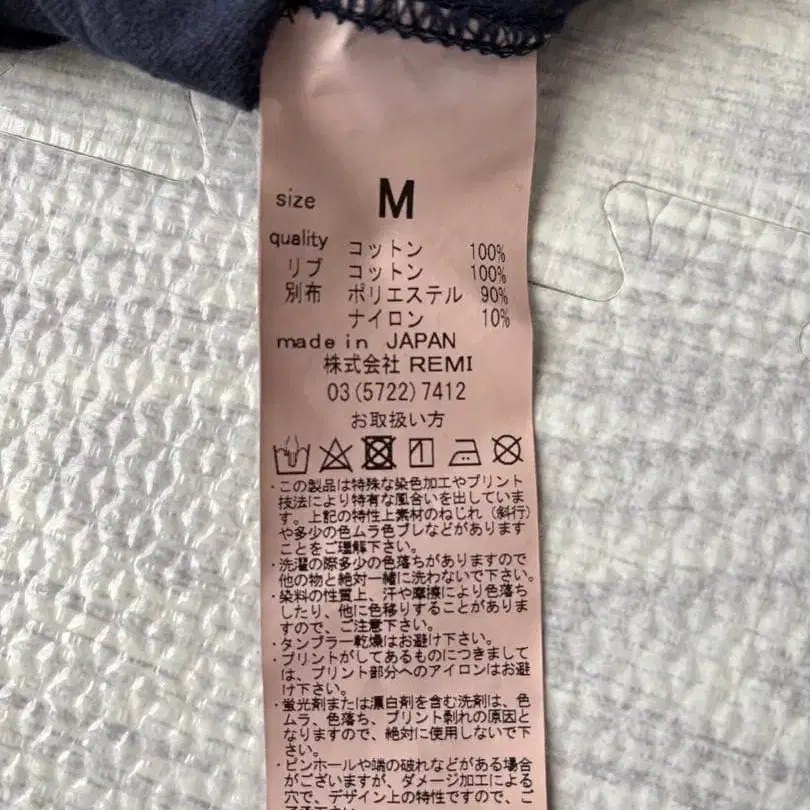 size M
quality コットン 100%
リブ コットン 100%
別布 ポリエステル 90%
ナイロン 10%
made in JAPAN
株式会社 REMI
03(5722)7412
お取扱い方
・この製品は特殊な染色加工やプリント
技法により特有な風合いを出していま
す。上記の特性上素材のねじれ（斜行）
や多少の色ムラ色ブレなどがあります
ことをご理解下さい。
・洗濯の際多少の色落ちがありますので
他の物と絶対一緒に洗わないで下さい。
・染料の性質上、汗や摩擦により色落ち
したり、他に色移りすることがありま
すので、ご注意下さい。
・タンブラー乾燥はお避け下さい。
・プリントがしてあるものにつきまして
は、プリント部分へのアイロンはお避
け下さい。
・蛍光剤または漂白剤を含む洗剤は、色
ムラ、色落ち、プリント剥れの原因と
なりますので、絶対に使用しないで下
さい。
・ピンホールや端の破れなどがある場合
がございますが、ダメージ加工による
穴で、デザイン上の特性ですので、ご